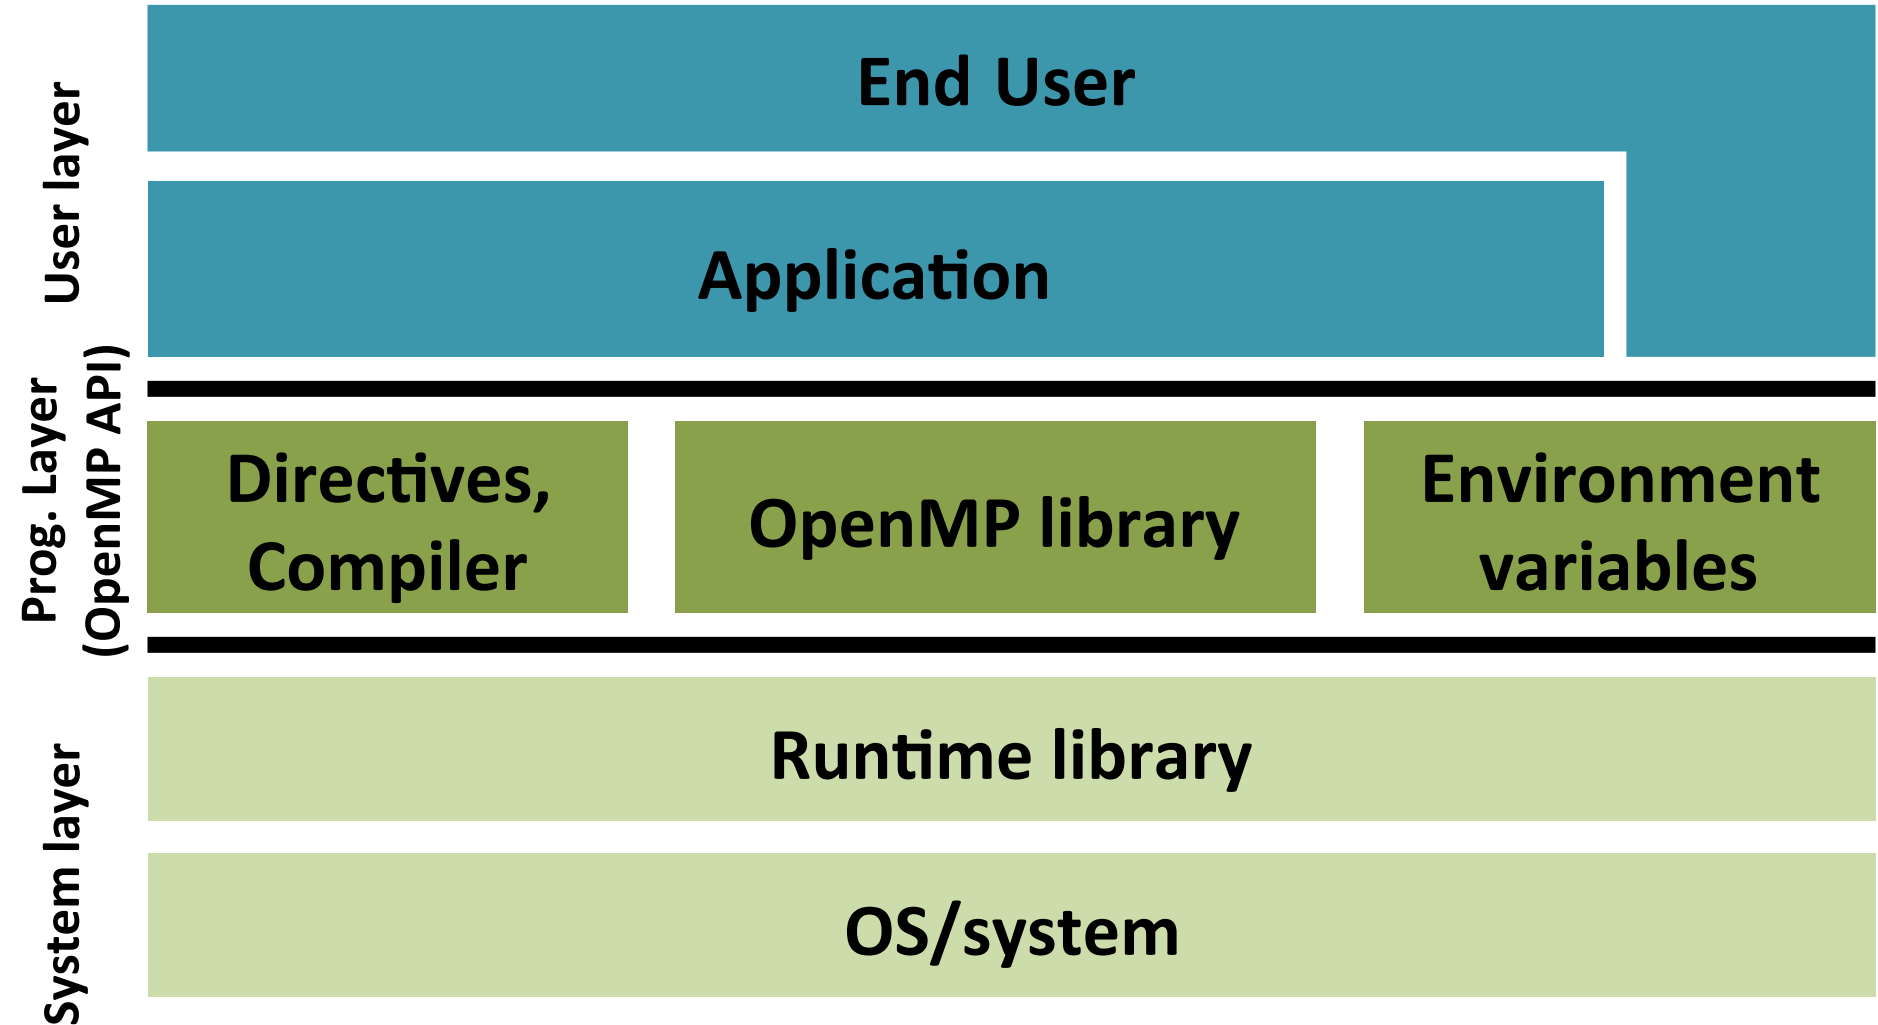 User layer
End User
Application
Prog. Layer
(OpenMP API)
Directives,
Compiler
OpenMP library
Environment
variables
System layer
Runtime library
OS/system